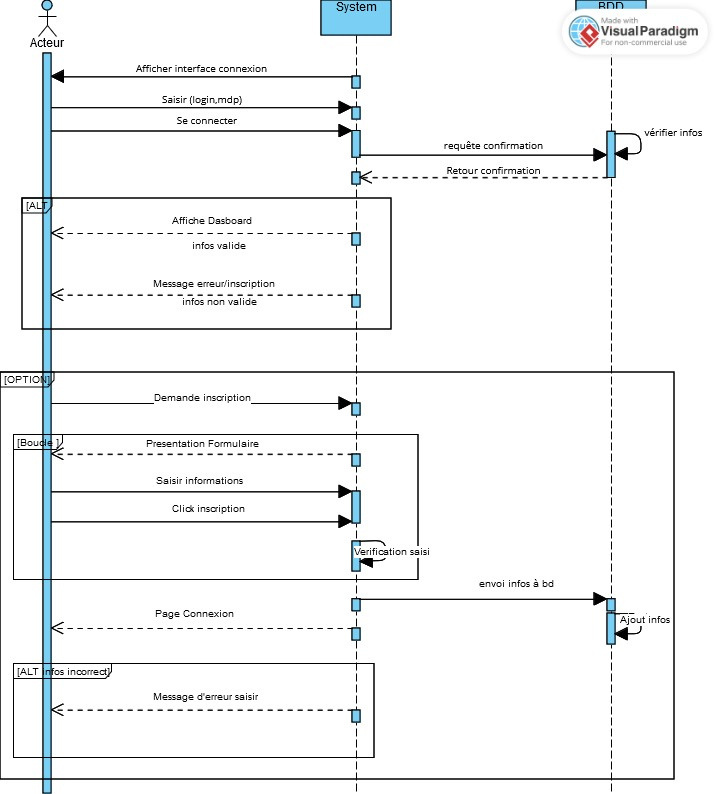 System
BDD
Made with
VisualParadigm
For non-commercial use
Acteur
Afficher interface connexion
Saisir (login,mdp)
Se connecter
vérifier infos
requête confirmation
Retour confirmation
[ALT
Affiche Dasboard
infos valide
Message erreur/inscription
infos non valide
[OPTION]
Demande inscription
[Boucle ]
Presentation Formulaire
Saisir informations
Click inscription
Verification saisi
envoi infos à bd
Page Connexion
Ajout infos
[ALT infos incorrect]
Message d'erreur saisir